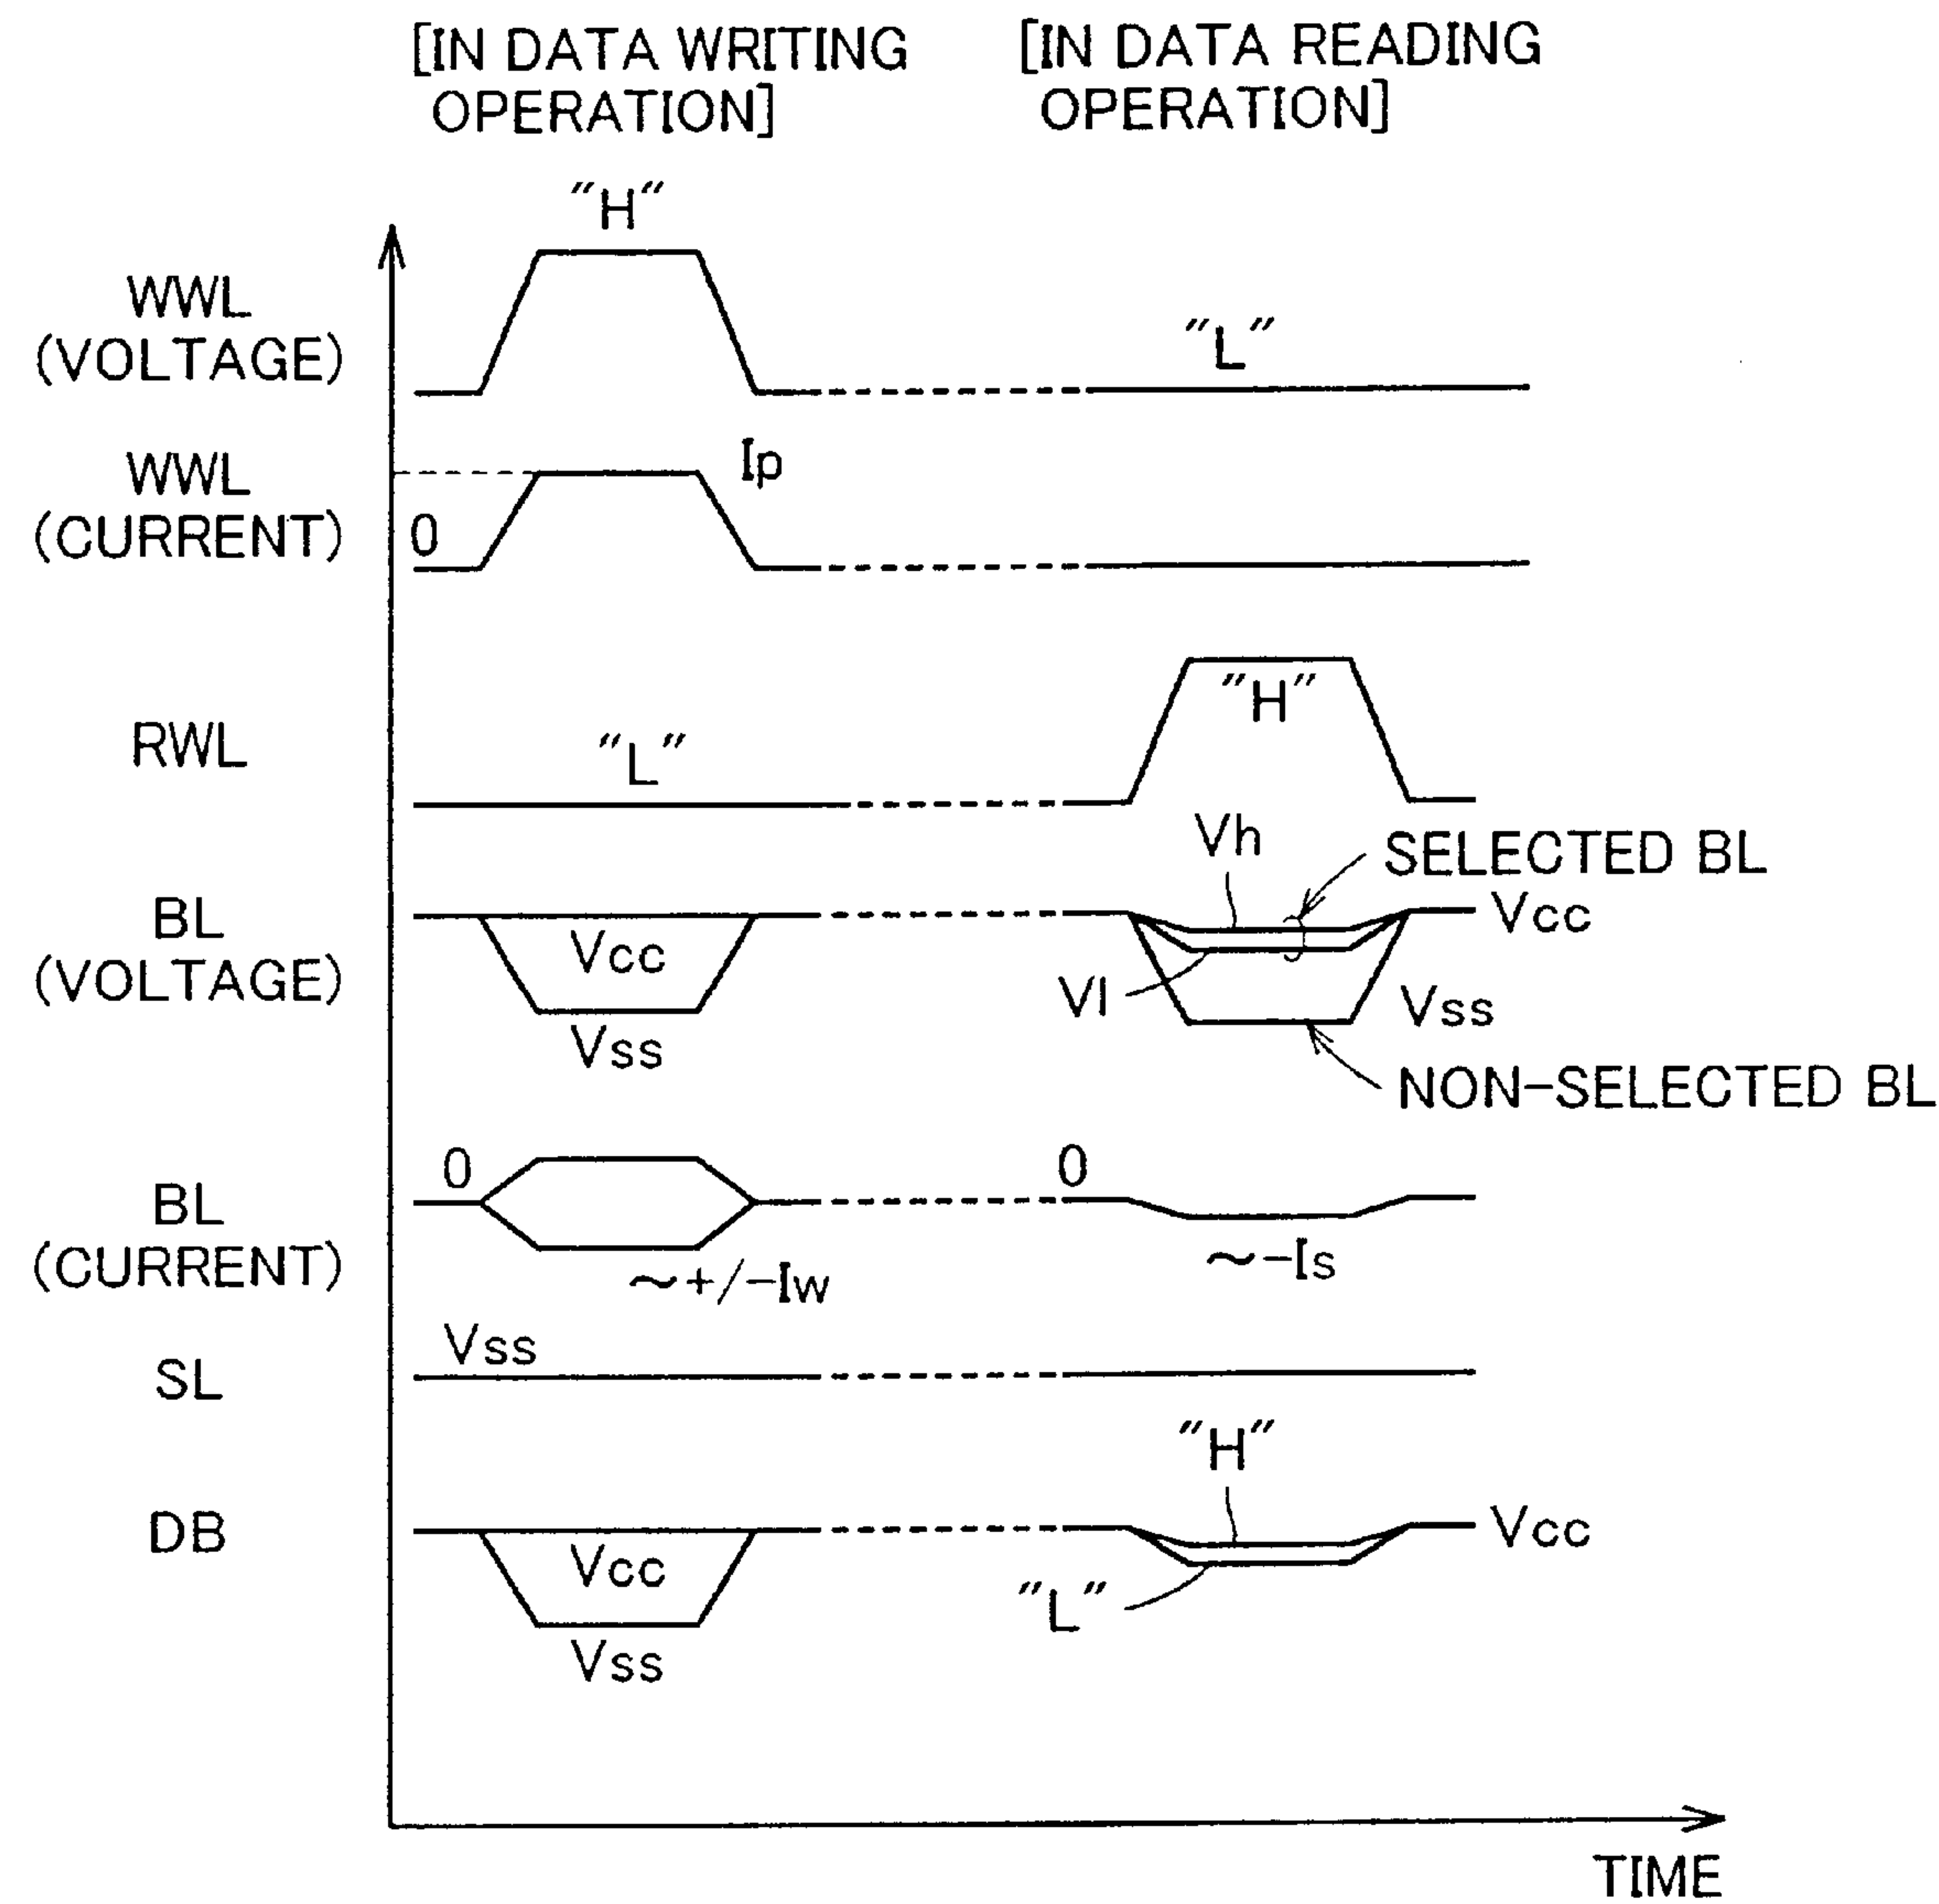 [IN DATA WRITING
OPERATION]
[IN DATA READING
OPERATION]
"H"
WWL
(VOLTAGE)
"L"
WWL
(CURRENT)
Ip
0
RWL
"L"
"H"
BL
(VOLTAGE)
Vcc
Vss
Vh
SELECTED BL
Vcc
Vl
Vss
NON-SELECTED BL
BL
(CURRENT)
0
~+/-Iw
0
~-Is
SL
Vss
DB
Vcc
Vss
"H"
Vcc
"L"
TIME